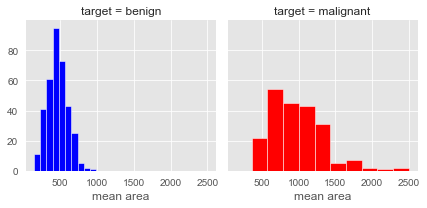 target = benign
target = malignant
80
60
40
20
0
500 1000 1500 2000 2500
500 1000 1500 2000 2500
mean area
mean area